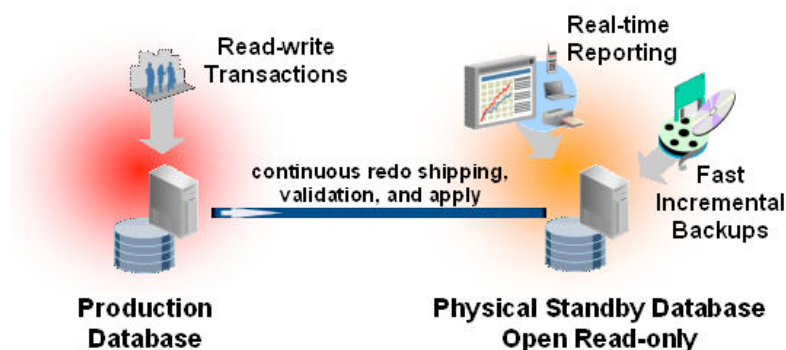 Read-write
Transactions
Real-time
Reporting
continuous redo shipping,
validation, and apply
Fast
Incremental
Backups
Production
Database
Physical Standby Database
Open Read-only